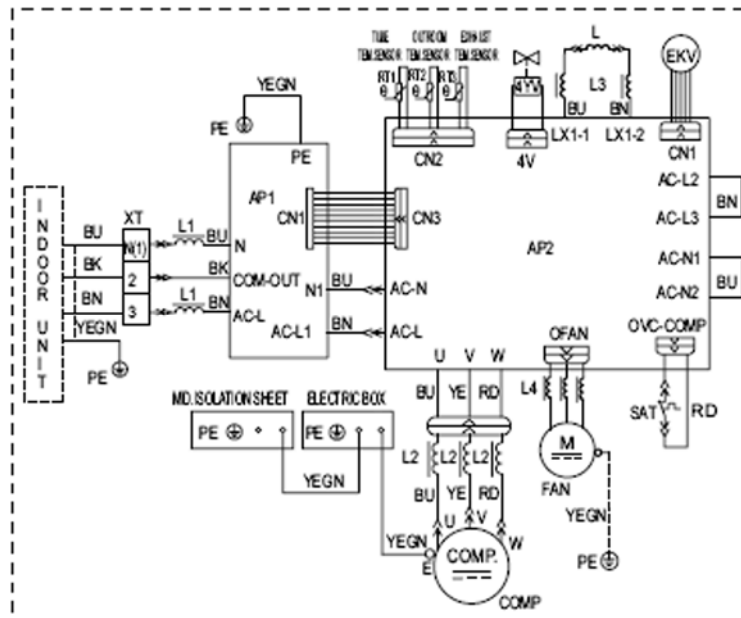 TUBE OUTROOM EXHAUST
TEM.SENSOR TEM.SENSOR TEM.SENSOR
RT1 RT2 RT3
θ θ θ
4YV
L
L3
BU BN
EKV
YEGN
PE
PE
CN2
4V
LX1-1 LX1-2
CN1
AP1
CN1
CN3
AP2
AC-L2
BN
AC-L3
AC-N1
BU
AC-N2
INDOOR UNIT
XT
BU N(1) L1 BU N
BK 2 BK COM-OUT
BN 3 L1 BN AC-L
YEGN
PE
N1 BU AC-N
AC-L1 BN AC-L
U V W
OFAN
OVC-COMP
BU YE RD
L4
SAT RD
MD.ISOLATION SHEET ELECTRIC BOX
PE PE
YEGN
M
FAN
YEGN
PE
L2 L2 L2
BU YE RD
U V W
YEGN
E
COMP.
COMP